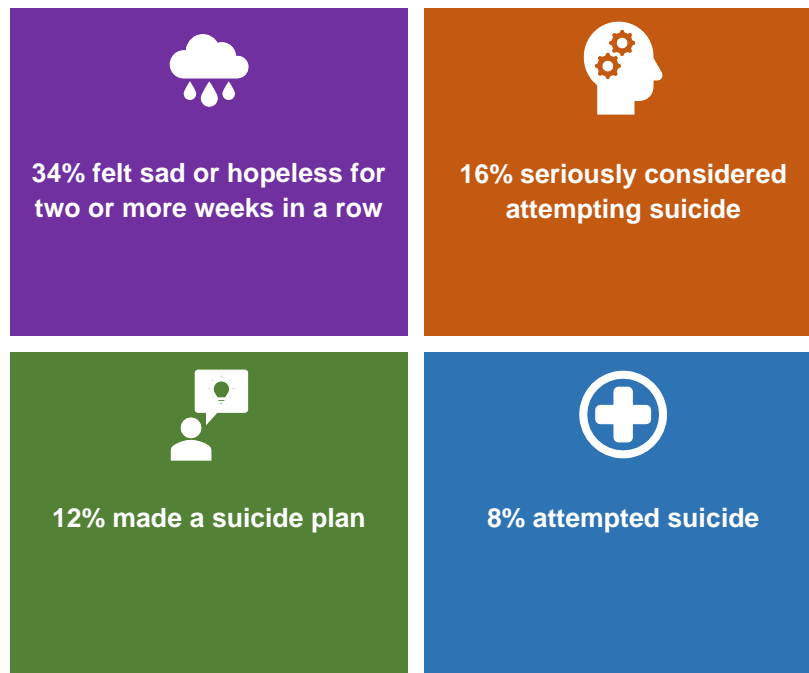 34% felt sad or hopeless for
two or more weeks in a row
16% seriously considered
attempting suicide
12% made a suicide plan
8% attempted suicide